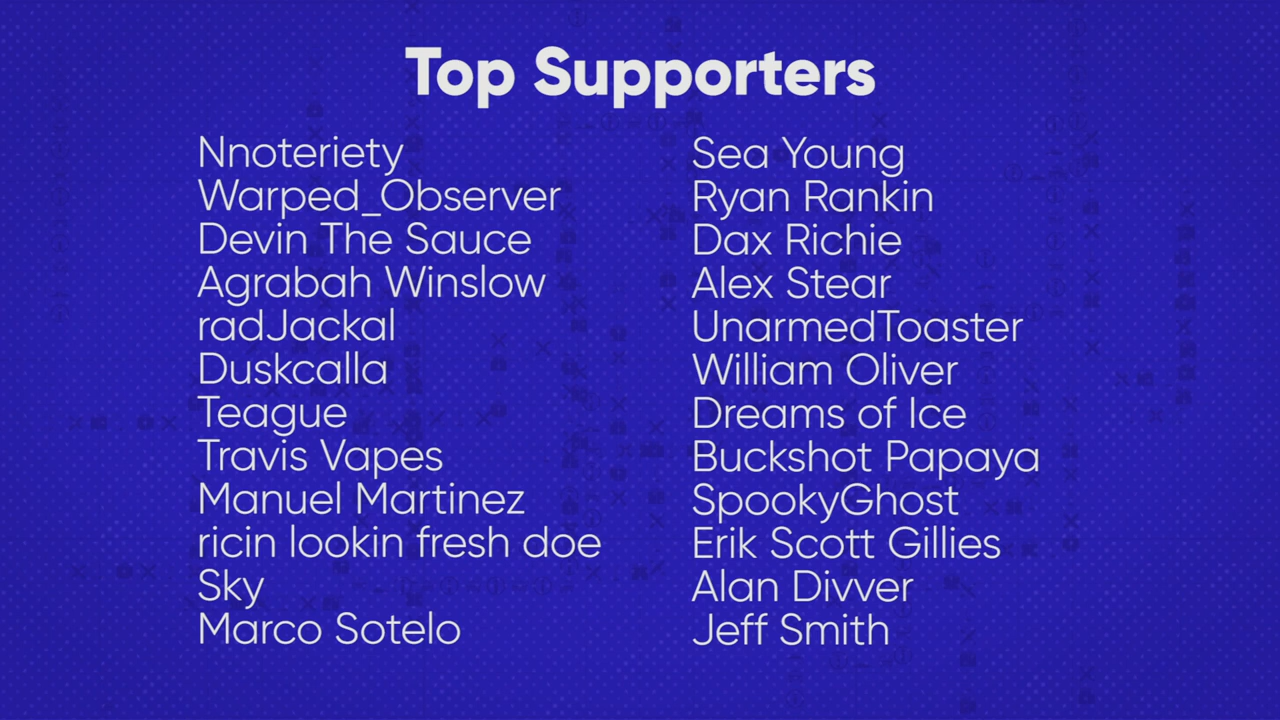 Top Supporters
Nnoteriety
Warped_Observer
Devin The Sauce
Agrabah Winslow
radJackal
Duskcalla
Teague
Travis Vapes
Manuel Martinez
ricin lookin fresh doe
Sky
Marco Sotelo
Sea Young
Ryan Rankin
Dax Richie
Alex Stear
UnarmedToaster
William Oliver
Dreams of Ice
Buckshot Papaya
SpookyGhost
Erik Scott Gillies
Alan Divver
Jeff Smith